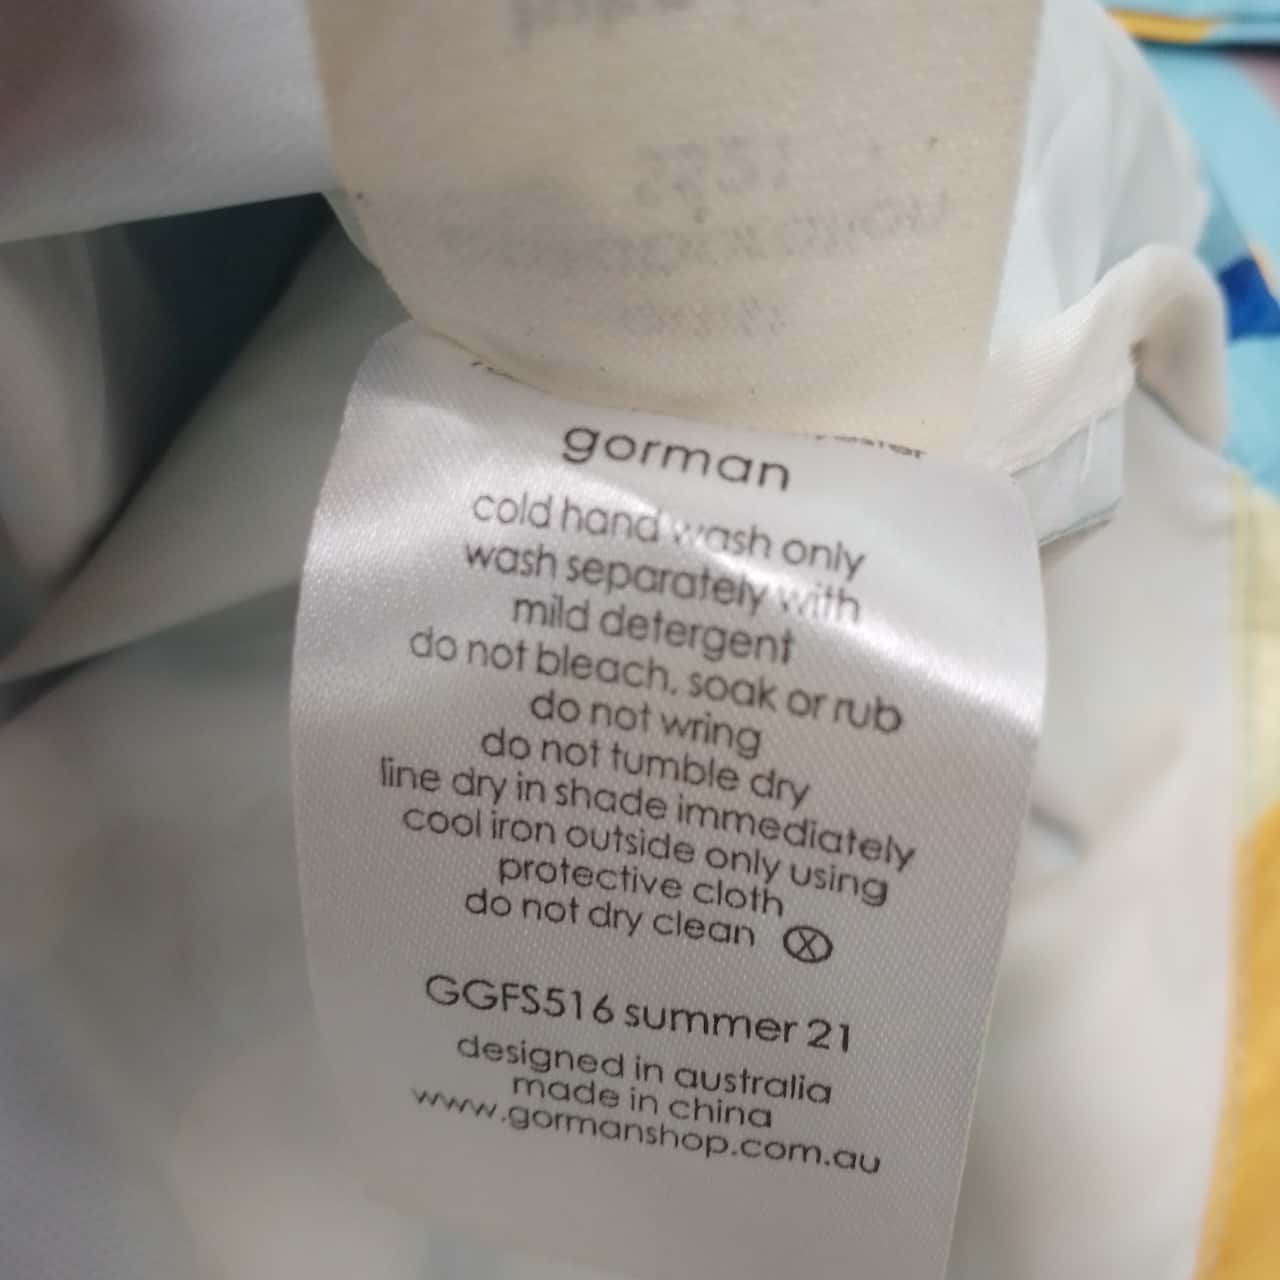 gorman
cold hand wash only
wash separately with
mild detergent
do not bleach, soak or rub
do not wring
do not tumble dry
line dry in shade immediately
cool iron outside only using
protective cloth
do not dry clean Ⓧ
GGFS516 summer 21
designed in australia
made in china
www.gormanshop.com.au